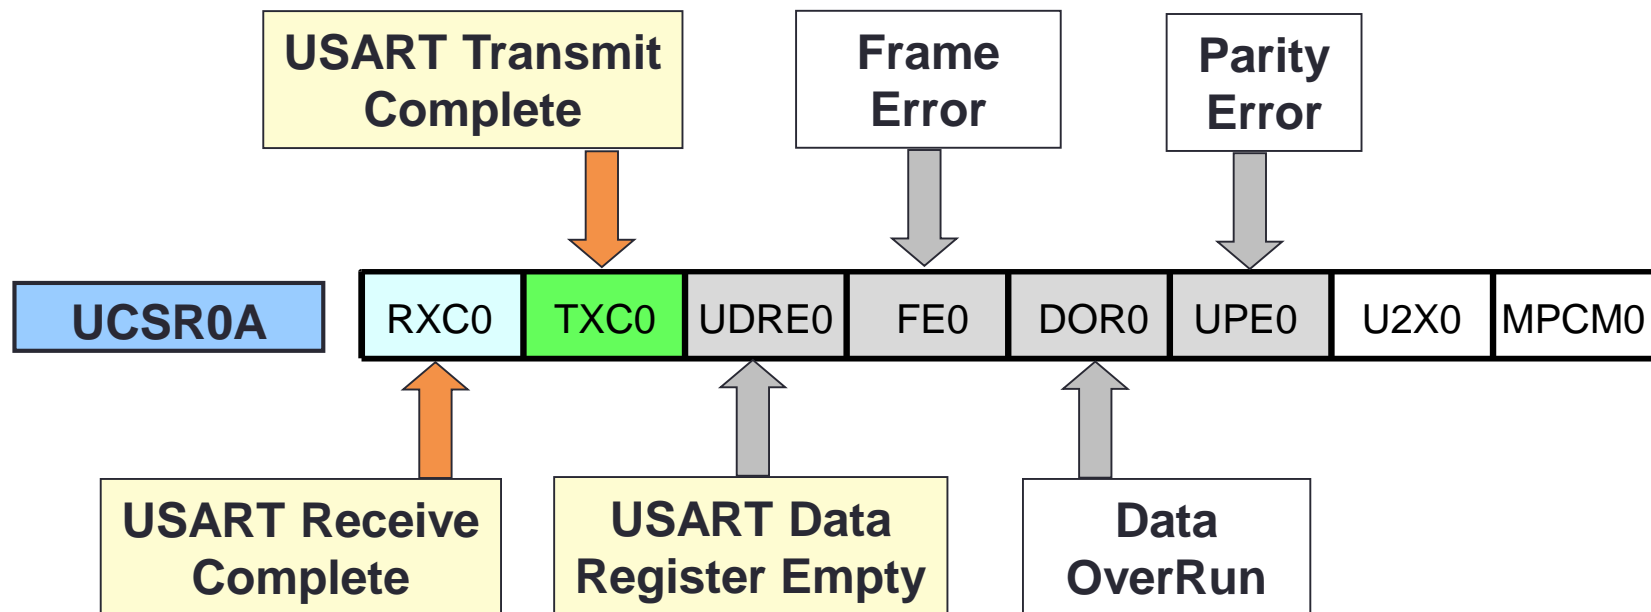 USART Transmit
Complete
Frame
Error
Parity
Error
UCSR0A
RXC0 TXC0 UDRE0 FE0 DOR0 UPE0 U2X0 MPCM0
USART Receive
Complete
USART Data
Register Empty
Data
OverRun